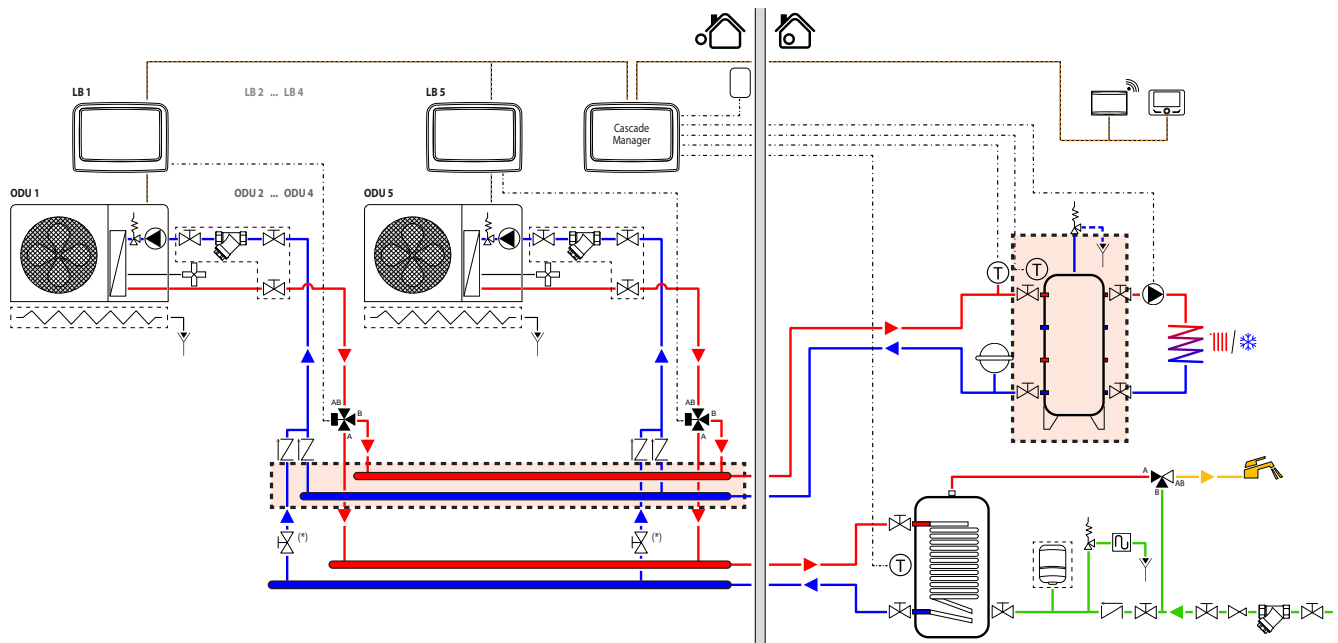 LB 1
LB 2 ... LB 4
LB 5
Cascade
Manager
ODU 1
ODU 2 ... ODU 4
ODU 5
T
T
AB
B
A
AB
B
A
/
A
AB
B
(*)
(*)
T